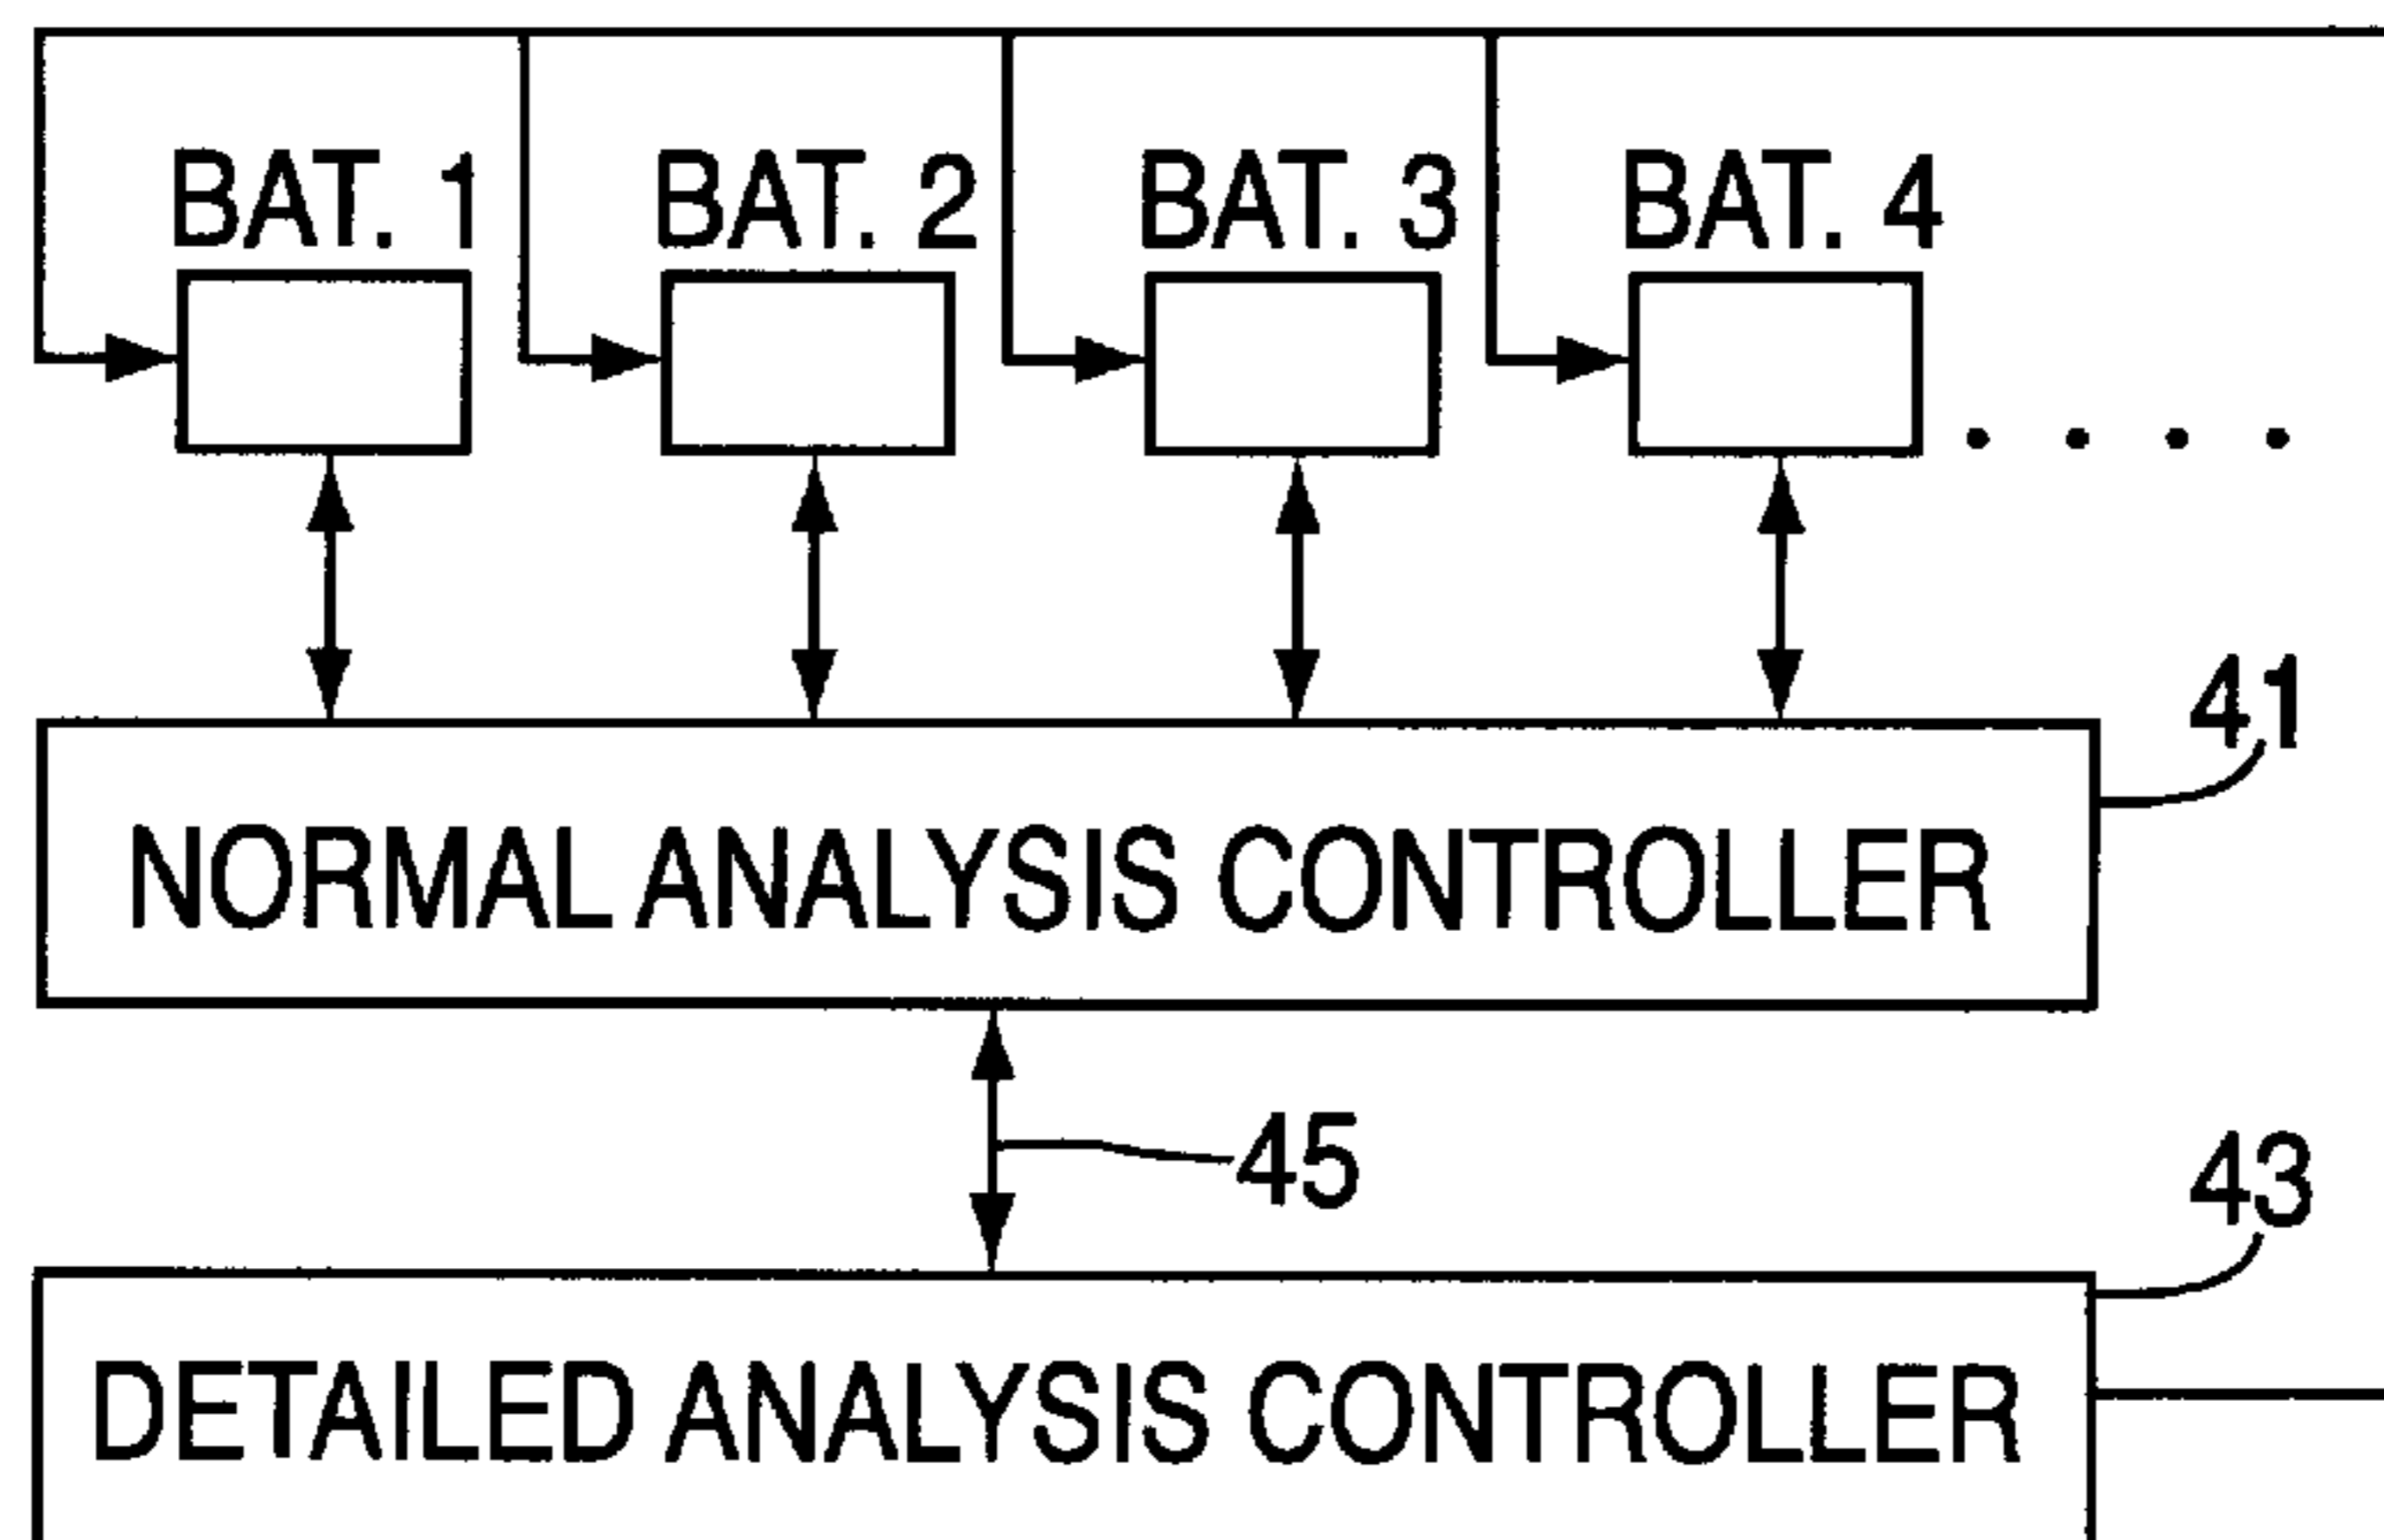 BAT. 1 BAT. 2 BAT. 3 BAT. 4
41
NORMAL ANALYSIS CONTROLLER
45
43
DETAILED ANALYSIS CONTROLLER